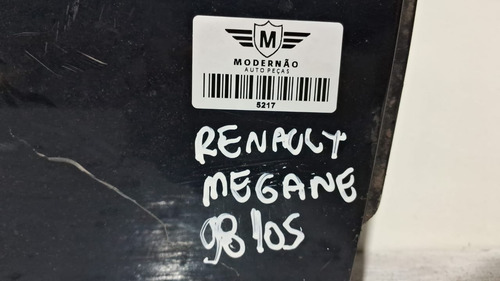 M
MODERNÃO
AUTO PEÇAS
5217
RENAULT
MEGANE
98/05